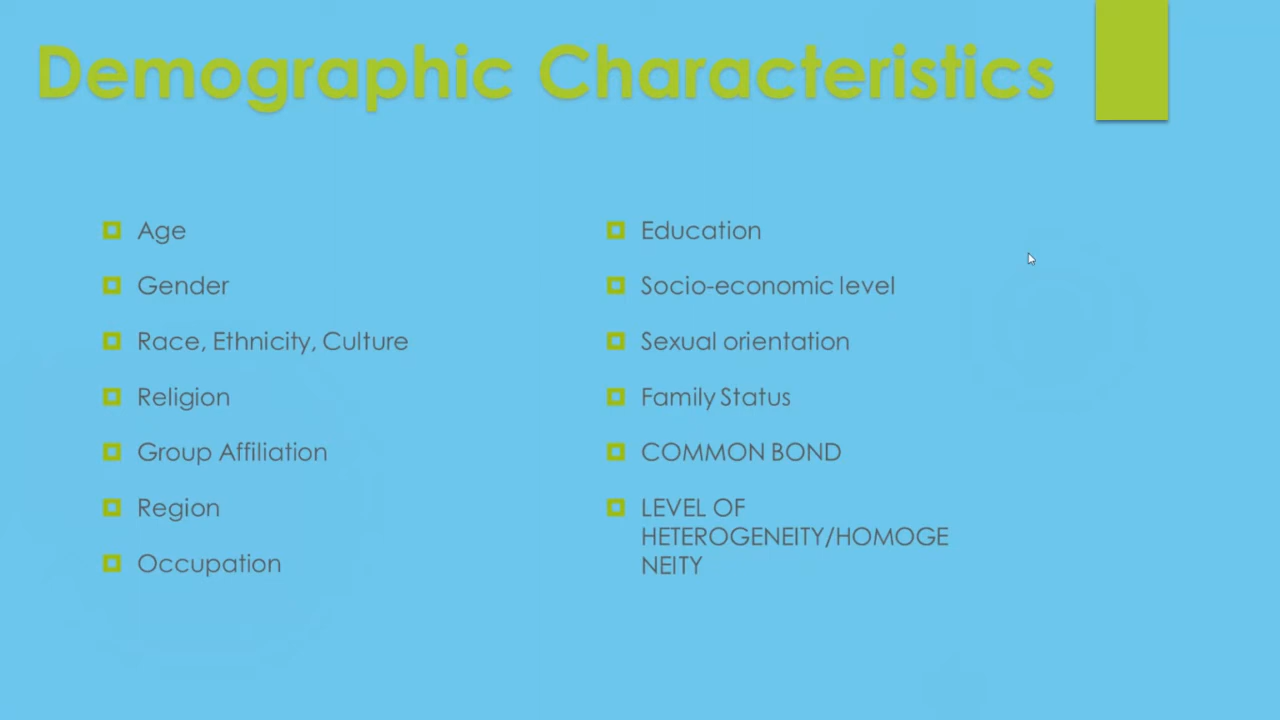 Demographic Characteristics
Age
Gender
Race, Ethnicity, Culture
Religion
Group Affiliation
Region
Occupation
Education
Socio-economic level
Sexual orientation
Family Status
COMMON BOND
LEVEL OF
HETEROGENEITY/HOMOGE
NEITY